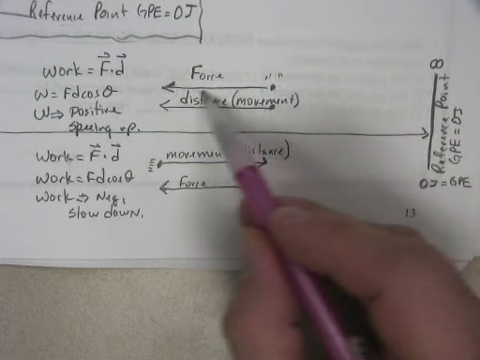 Reference Point GPE=0J
Work = F·d
W = Fdcosθ
W⇒ Positive
speeding up.
Force " "
distance (movement)
Work = F·d
Work = Fdcosθ
Work ⇒ Neg,
slow down,
movement (distance)
Force
∞
Reference Point
GPE=0J
0J=GPE
13